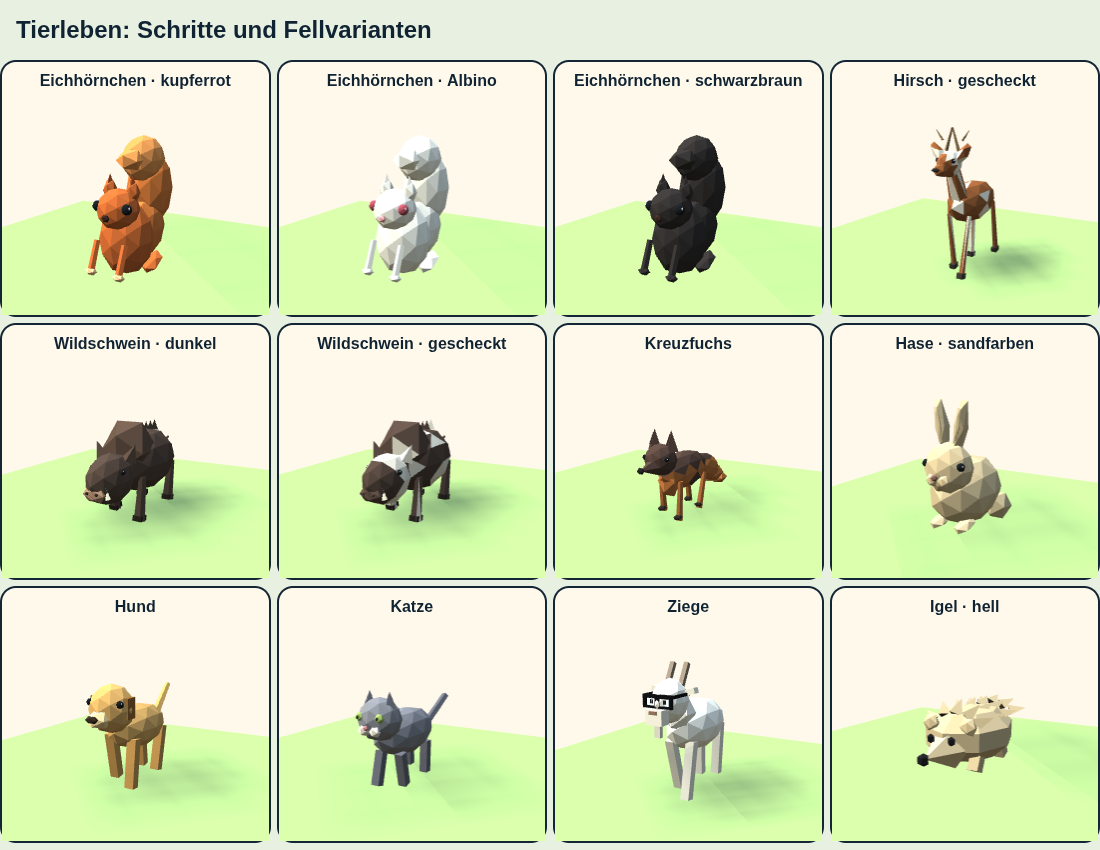 Tierleben: Schritte und Fellvarianten
Eichhörnchen · kupferrot
Eichhörnchen · Albino
Eichhörnchen · schwarzbraun
Hirsch · gescheckt
Wildschwein · dunkel
Wildschwein · gescheckt
Kreuzfuchs
Hase · sandfarben
Hund
Katze
Ziege
Igel · hell